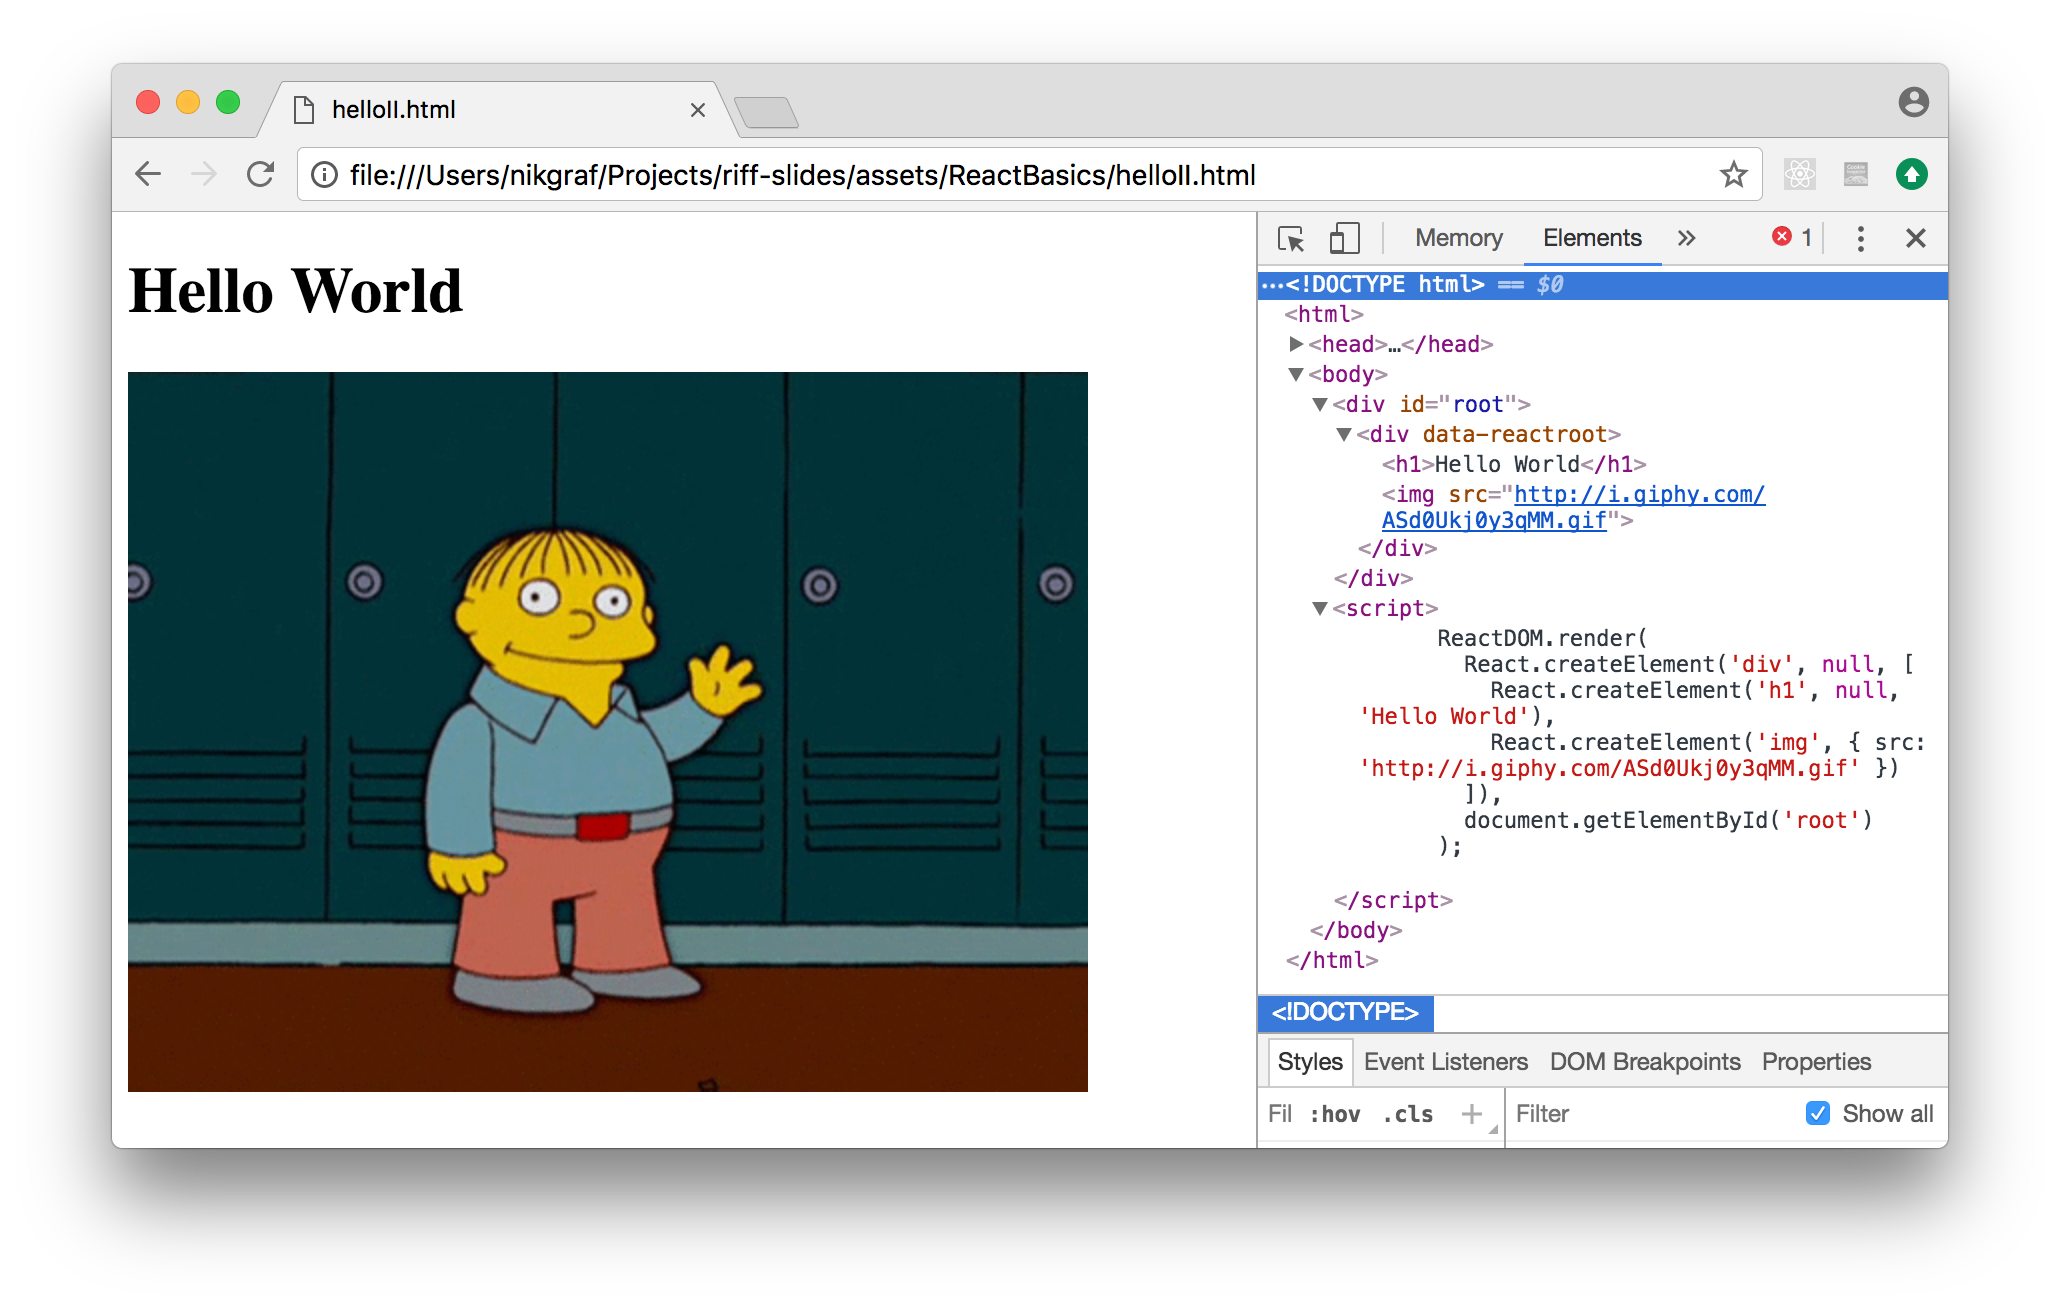 helloII.html
file:///Users/nikgraf/Projects/riff-slides/assets/ReactBasics/helloII.html
Hello World
Memory Elements » 1
…<!DOCTYPE html> == $0
<html>
<head>…</head>
<body>
<div id="root">
<div data-reactroot>
<h1>Hello World</h1>
<img src="http://i.giphy.com/
ASd0Ukj0y3qMM.gif">
</div>
</div>
<script>
ReactDOM.render(
React.createElement('div', null, [
React.createElement('h1', null,
'Hello World'),
React.createElement('img', { src:
'http://i.giphy.com/ASd0Ukj0y3qMM.gif' })
]),
document.getElementById('root')
);
</script>
</body>
</html>
<!DOCTYPE>
Styles Event Listeners DOM Breakpoints Properties
Fil :hov .cls + Filter Show all